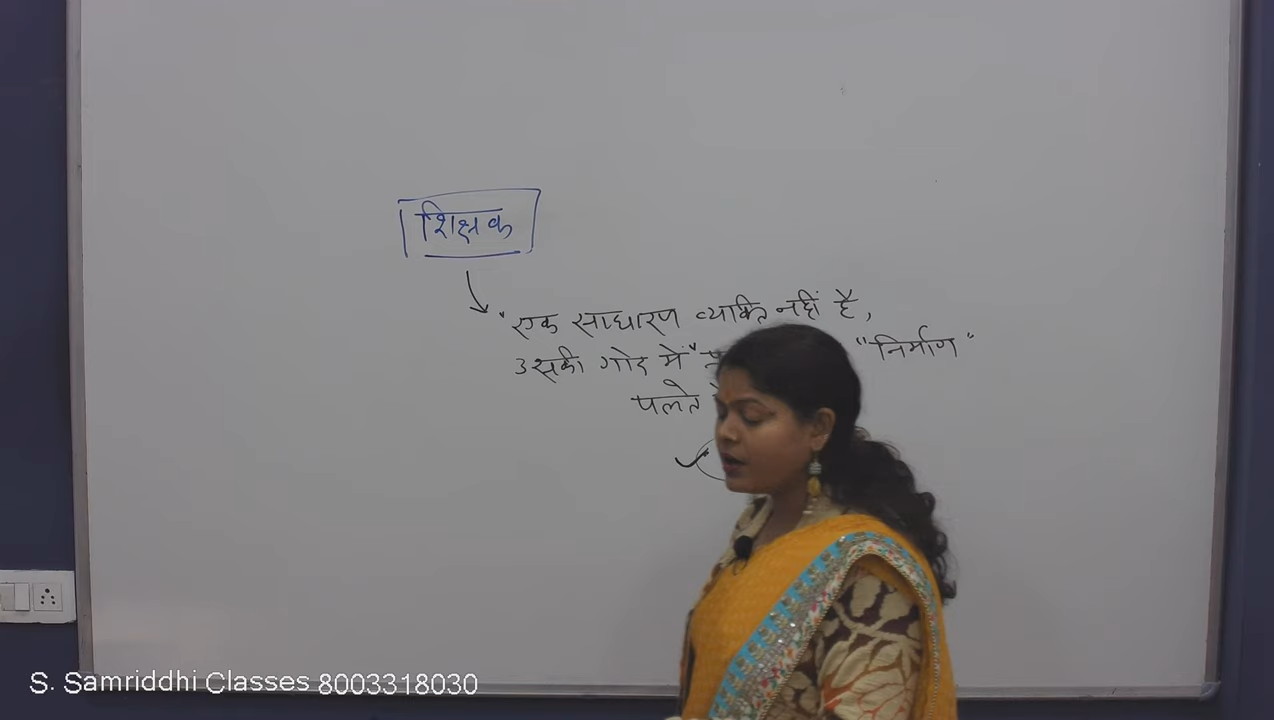 शिक्षक
"एक साधारण व्यक्ति नहीं है,
उसकी गोद में " "निर्माण"
पलते
S. Samriddhi Classes 8003318030